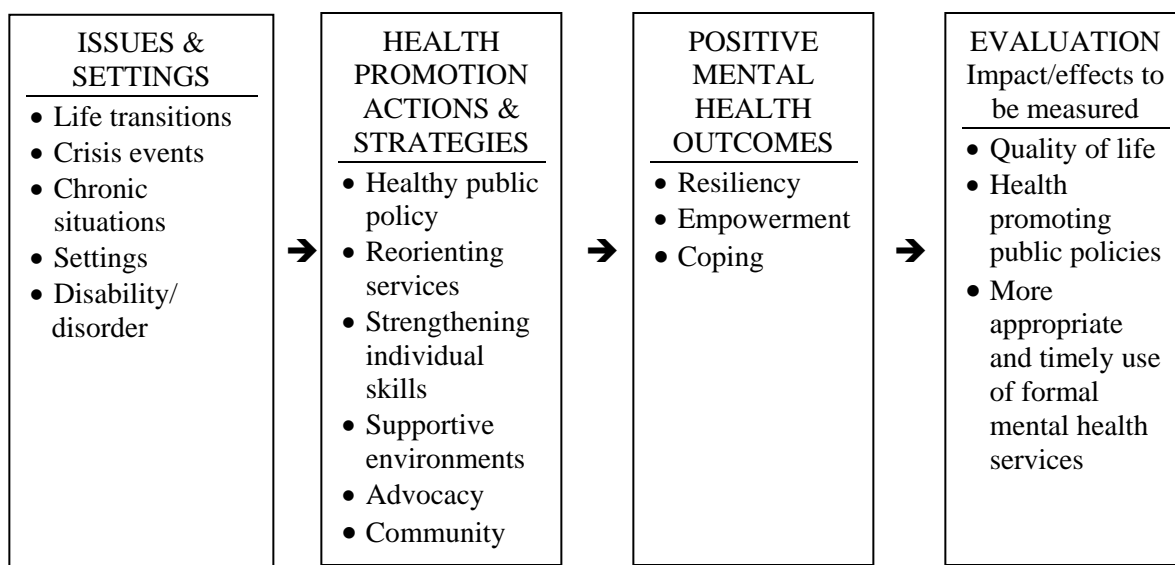 ISSUES &
SETTINGS
• Life transitions
• Crisis events
• Chronic
situations
• Settings
• Disability/
disorder
➔
HEALTH
PROMOTION
ACTIONS &
STRATEGIES
• Healthy public
policy
• Reorienting
services
• Strengthening
individual
skills
• Supportive
environments
• Advocacy
• Community
➔
POSITIVE
MENTAL
HEALTH
OUTCOMES
• Resiliency
• Empowerment
• Coping
➔
EVALUATION
Impact/effects to
be measured
• Quality of life
• Health
promoting
public policies
• More
appropriate
and timely use
of formal
mental health
services